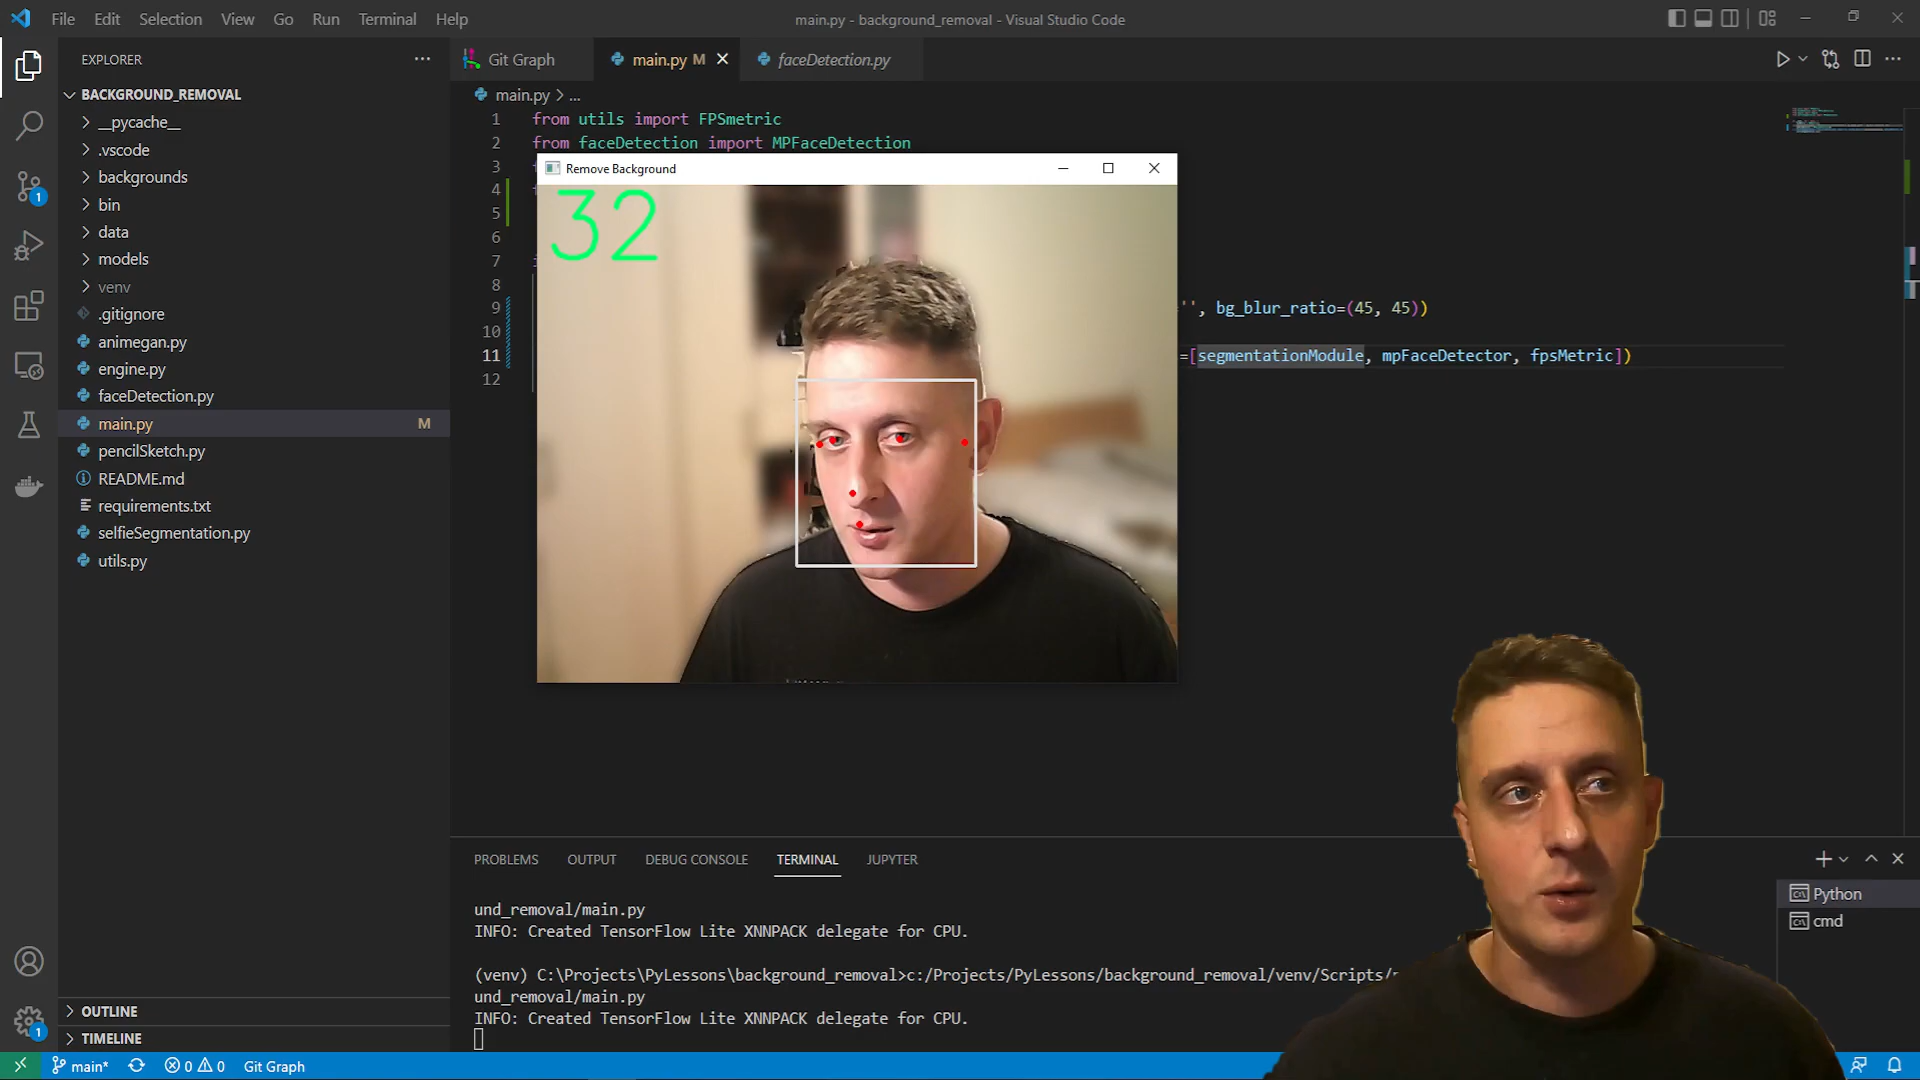 File Edit Selection View Go Run Terminal Help
main.py - background_removal - Visual Studio Code
EXPLORER
Git Graph
main.py M
faceDetection.py
BACKGROUND_REMOVAL
__pycache__
.vscode
backgrounds
bin
data
models
venv
.gitignore
animegan.py
engine.py
faceDetection.py
main.py M
pencilSketch.py
README.md
requirements.txt
selfieSegmentation.py
utils.py
OUTLINE
TIMELINE
1
1
main.py > ...
1 from utils import FPSmetric
2 from faceDetection import MPFaceDetection
3
4
5
6
7
8
9 '', bg_blur_ratio=(45, 45))
10
11 =[segmentationModule, mpFaceDetector, fpsMetric])
12
Remove Background
32
PROBLEMS OUTPUT DEBUG CONSOLE TERMINAL JUPYTER
und_removal/main.py
INFO: Created TensorFlow Lite XNNPACK delegate for CPU.
(venv) C:\Projects\PyLessons\background_removal>c:/Projects/PyLessons/background_removal/venv/Scripts/
und_removal/main.py
INFO: Created TensorFlow Lite XNNPACK delegate for CPU.
Python
cmd
main* 0 0 Git Graph